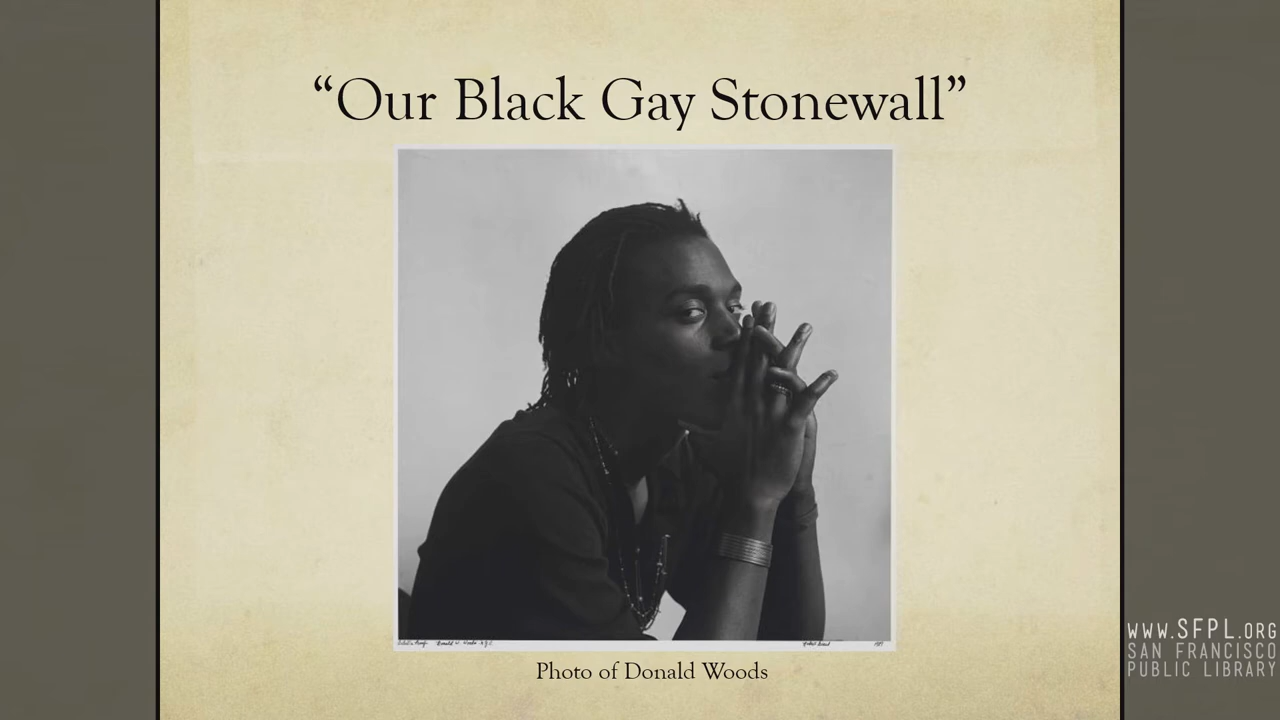 “Our Black Gay Stonewall”
Photo of Donald Woods
www.SFPL.ORG
SAN FRANCISCO
PUBLIC LIBRARY